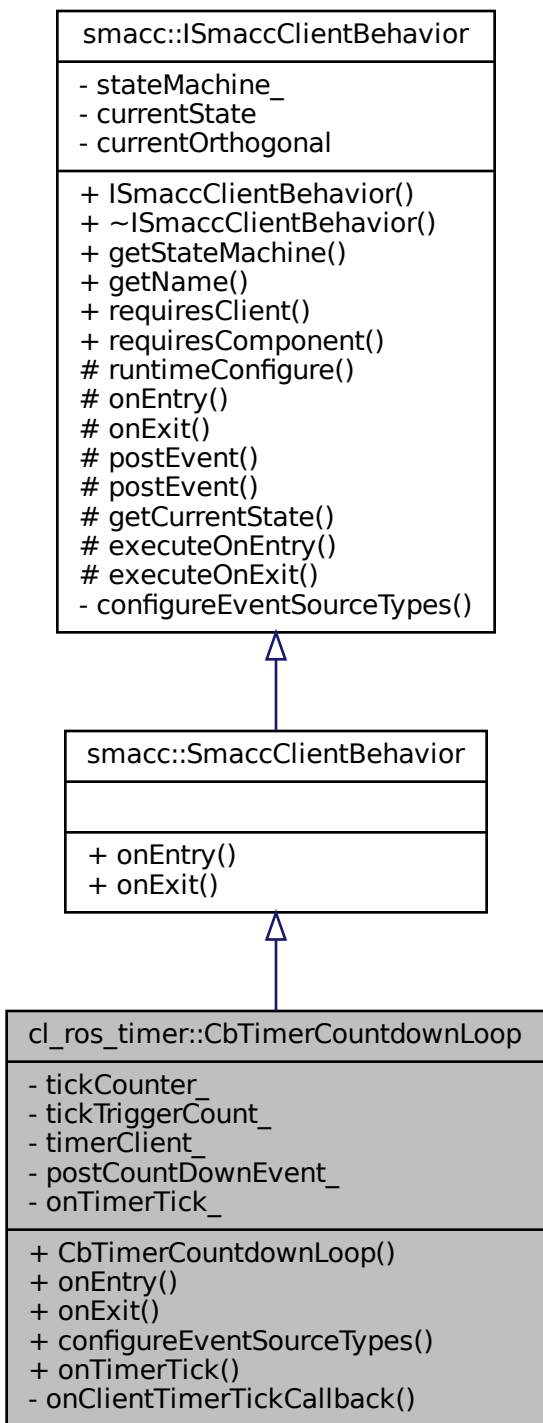 smacc::ISmaccClientBehavior
- stateMachine_
- currentState
- currentOrthogonal
+ ISmaccClientBehavior()
+ ~ISmaccClientBehavior()
+ getStateMachine()
+ getName()
+ requiresClient()
+ requiresComponent()
# runtimeConfigure()
# onEntry()
# onExit()
# postEvent()
# postEvent()
# getCurrentState()
# executeOnEntry()
# executeOnExit()
- configureEventSourceTypes()
smacc::SmaccClientBehavior
+ onEntry()
+ onExit()
cl_ros_timer::CbTimerCountdownLoop
- tickCounter_
- tickTriggerCount_
- timerClient_
- postCountDownEvent_
- onTimerTick_
+ CbTimerCountdownLoop()
+ onEntry()
+ onExit()
+ configureEventSourceTypes()
+ onTimerTick()
- onClientTimerTickCallback()